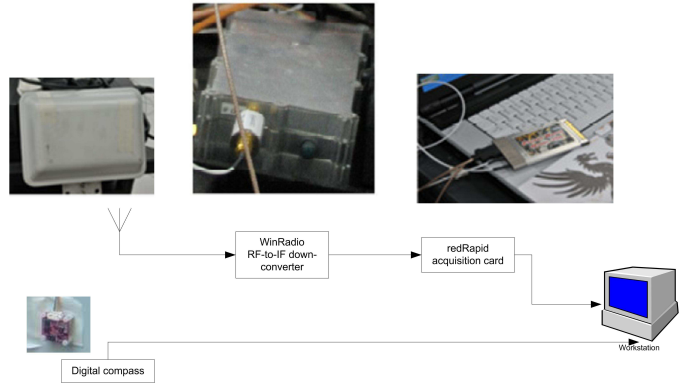 WinRadio
RF-to-IF down-
converter
redRapid
acquisition card
Workstation
Digital compass